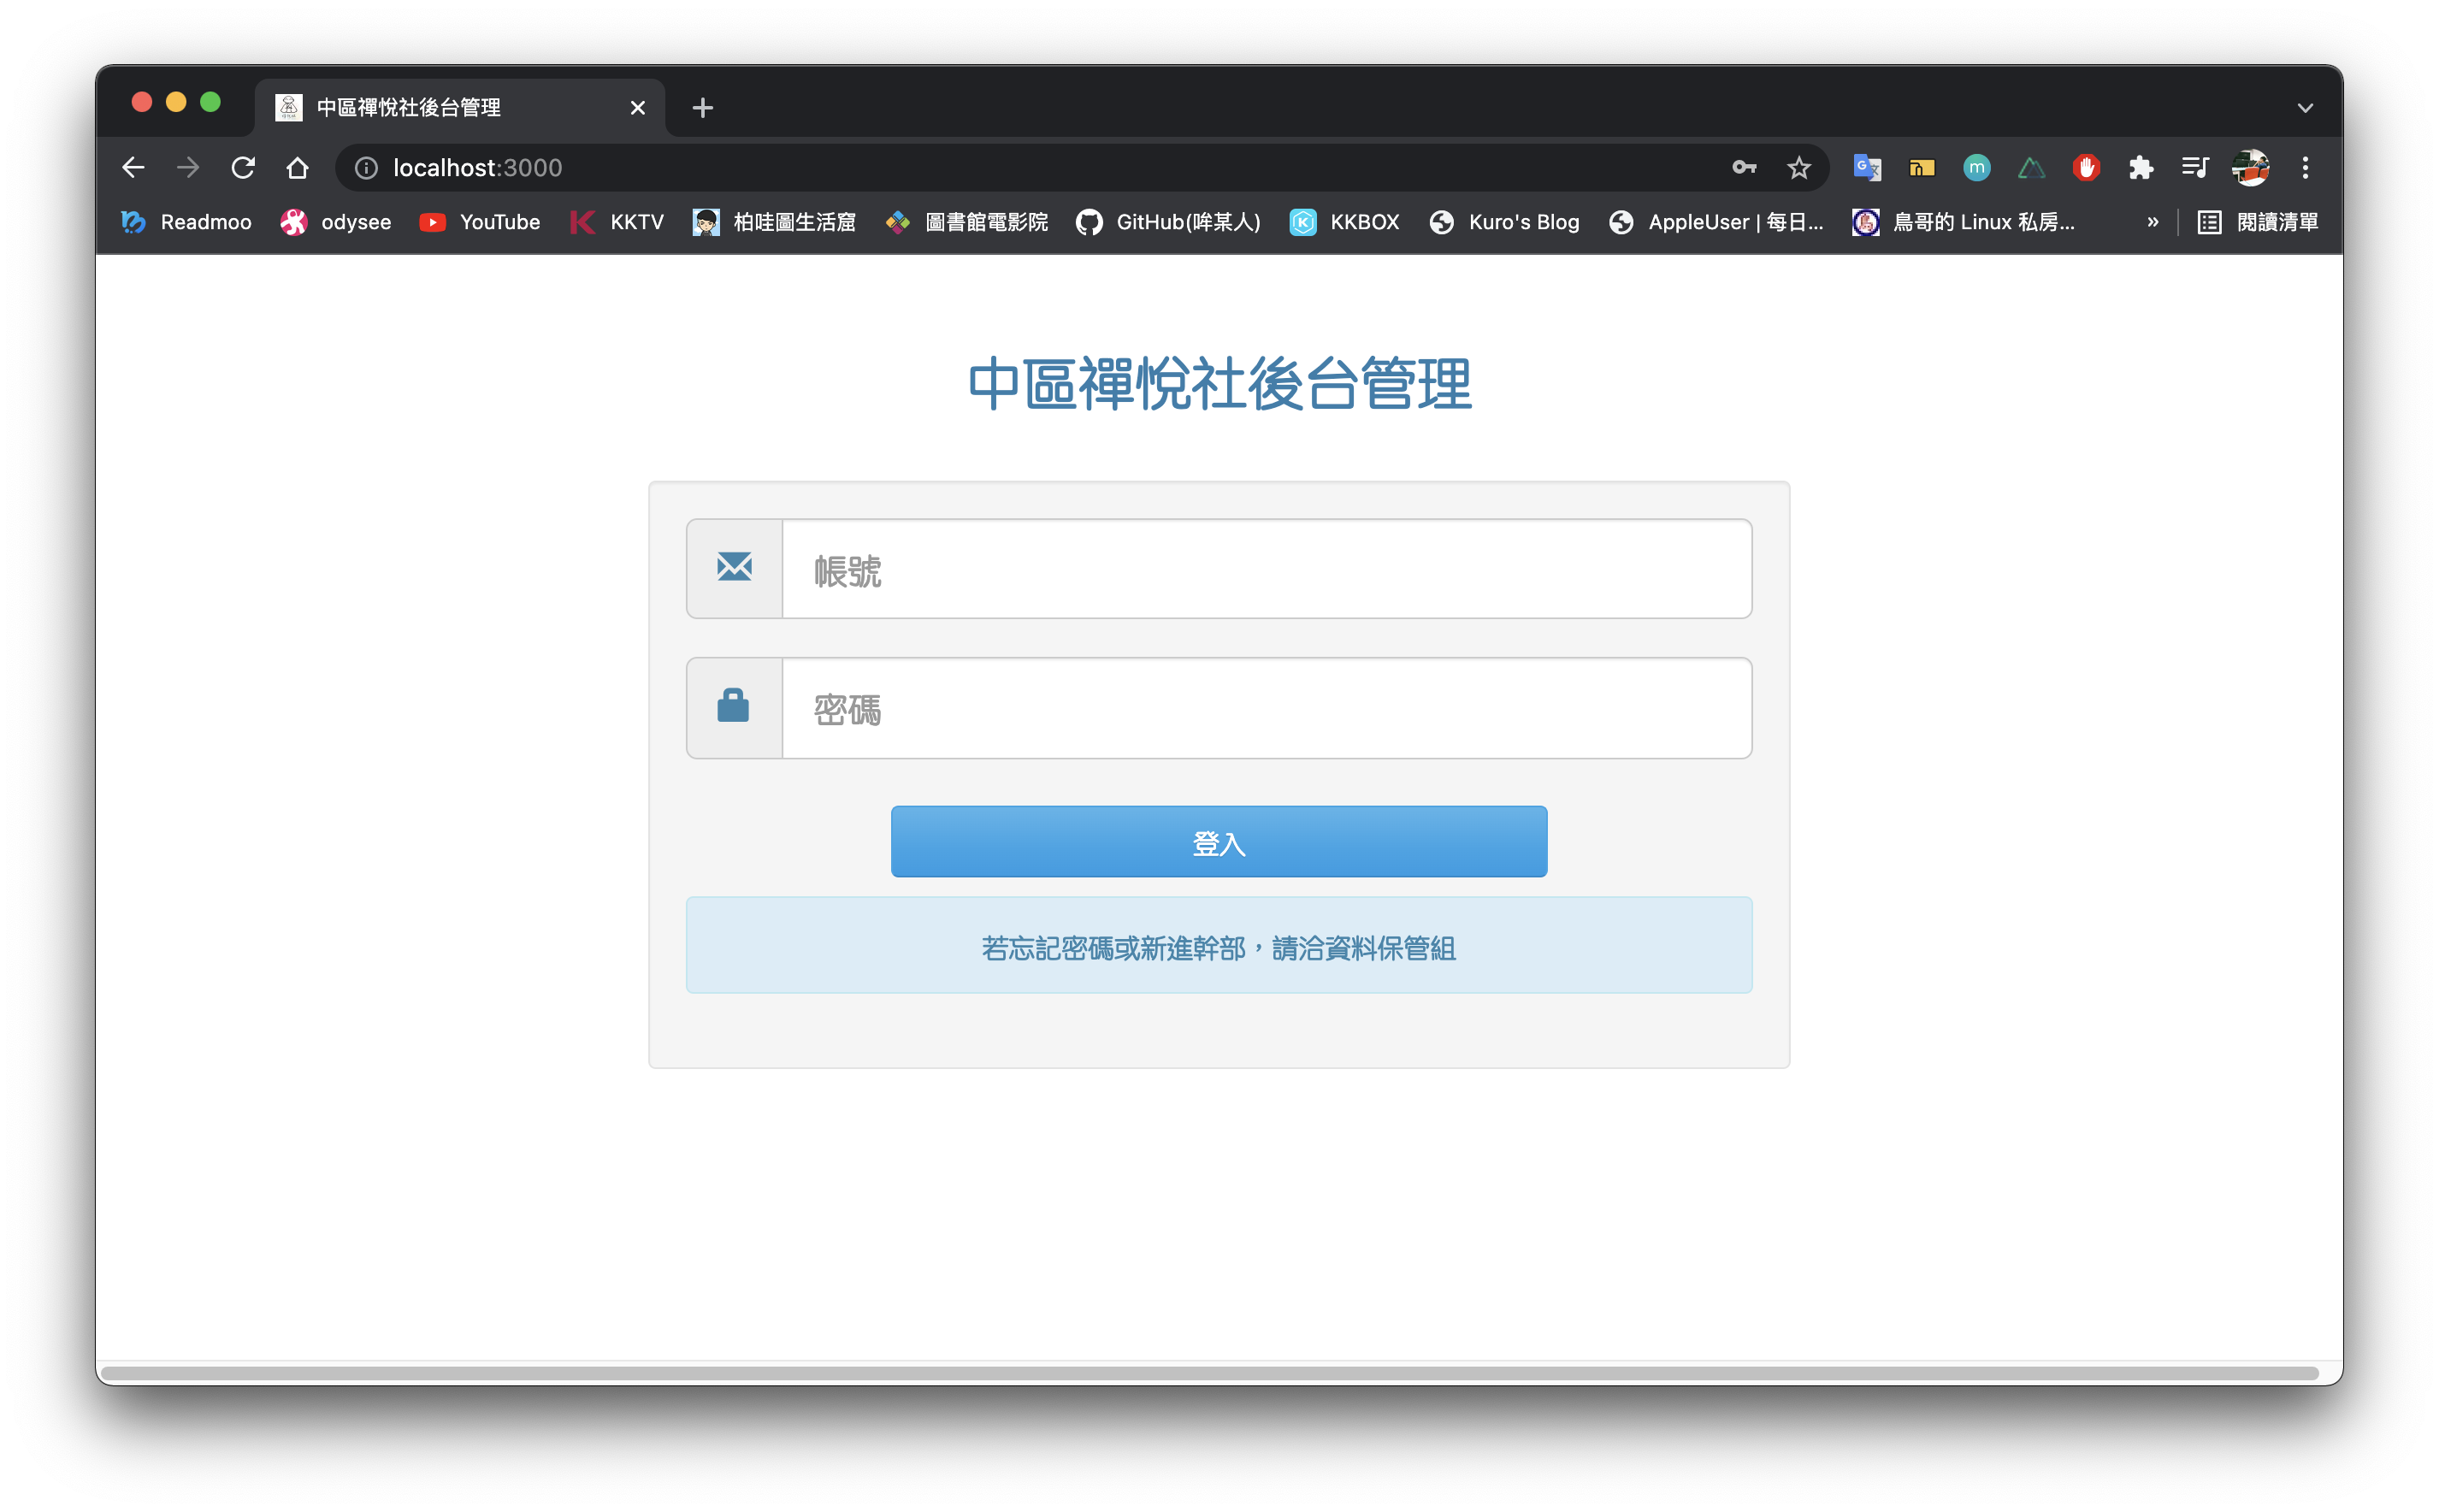 中區禪悅社後台管理
localhost:3000
Readmoo odysee YouTube KKTV 柏哇圖生活窟 圖書館電影院 GitHub(哞某人) KKBOX Kuro's Blog AppleUser | 每日... 鳥哥的 Linux 私房... » 閱讀清單
中區禪悅社後台管理
帳號
密碼
登入
若忘記密碼或新進幹部，請洽資料保管組